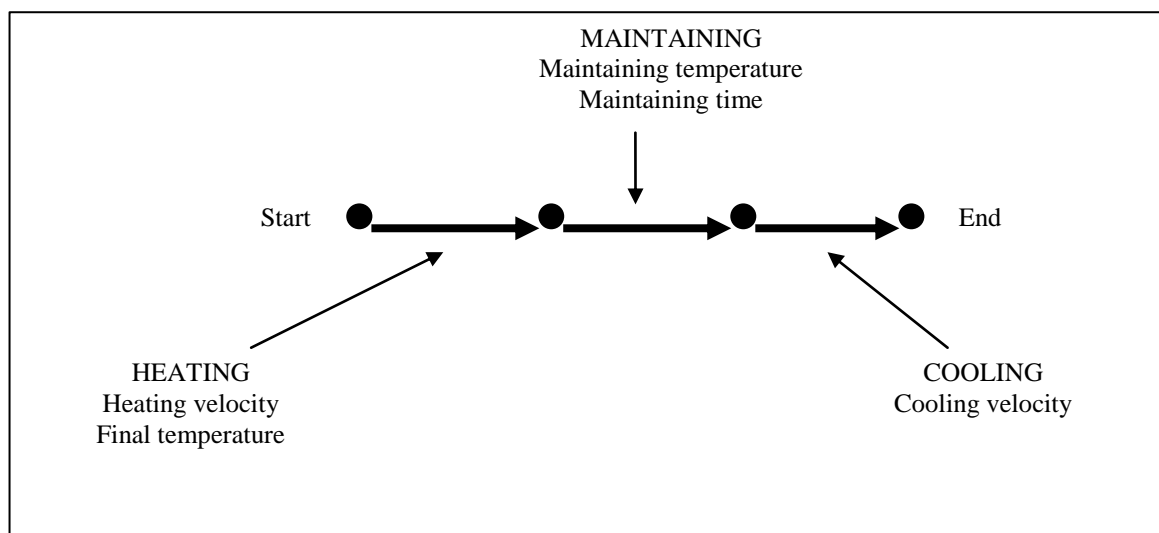 MAINTAINING
Maintaining temperature
Maintaining time
Start
End
HEATING
Heating velocity
Final temperature
COOLING
Cooling velocity